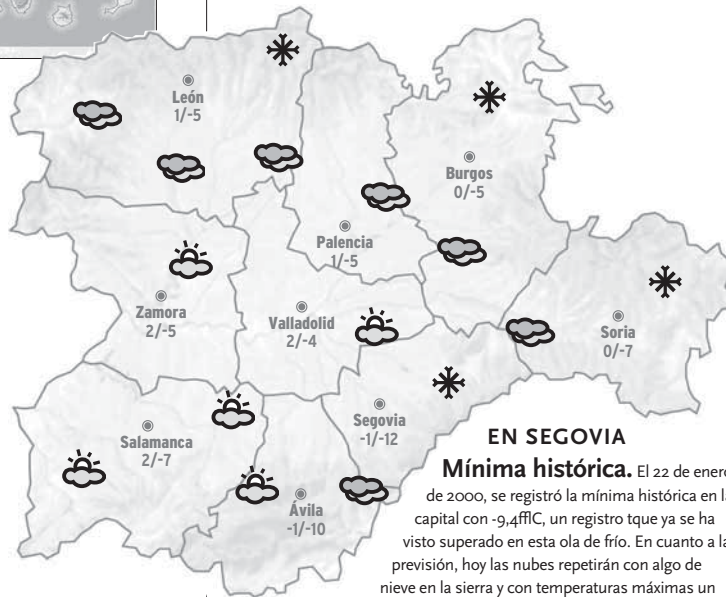 León
1/-5
Burgos
0/-5
Palencia
1/-5
Zamora
2/-5
Valladolid
2/-4
Soria
0/-7
Segovia
-1/-12
Salamanca
2/-7
Ávila
-1/-10
EN SEGOVIA
Mínima histórica. El 22 de enero
de 2000, se registró la mínima histórica en la
capital con -9,4fflC, un registro tque ya se ha
visto superado en esta ola de frío. En cuanto a la
previsión, hoy las nubes repetirán con algo de
nieve en la sierra y con temperaturas máximas un